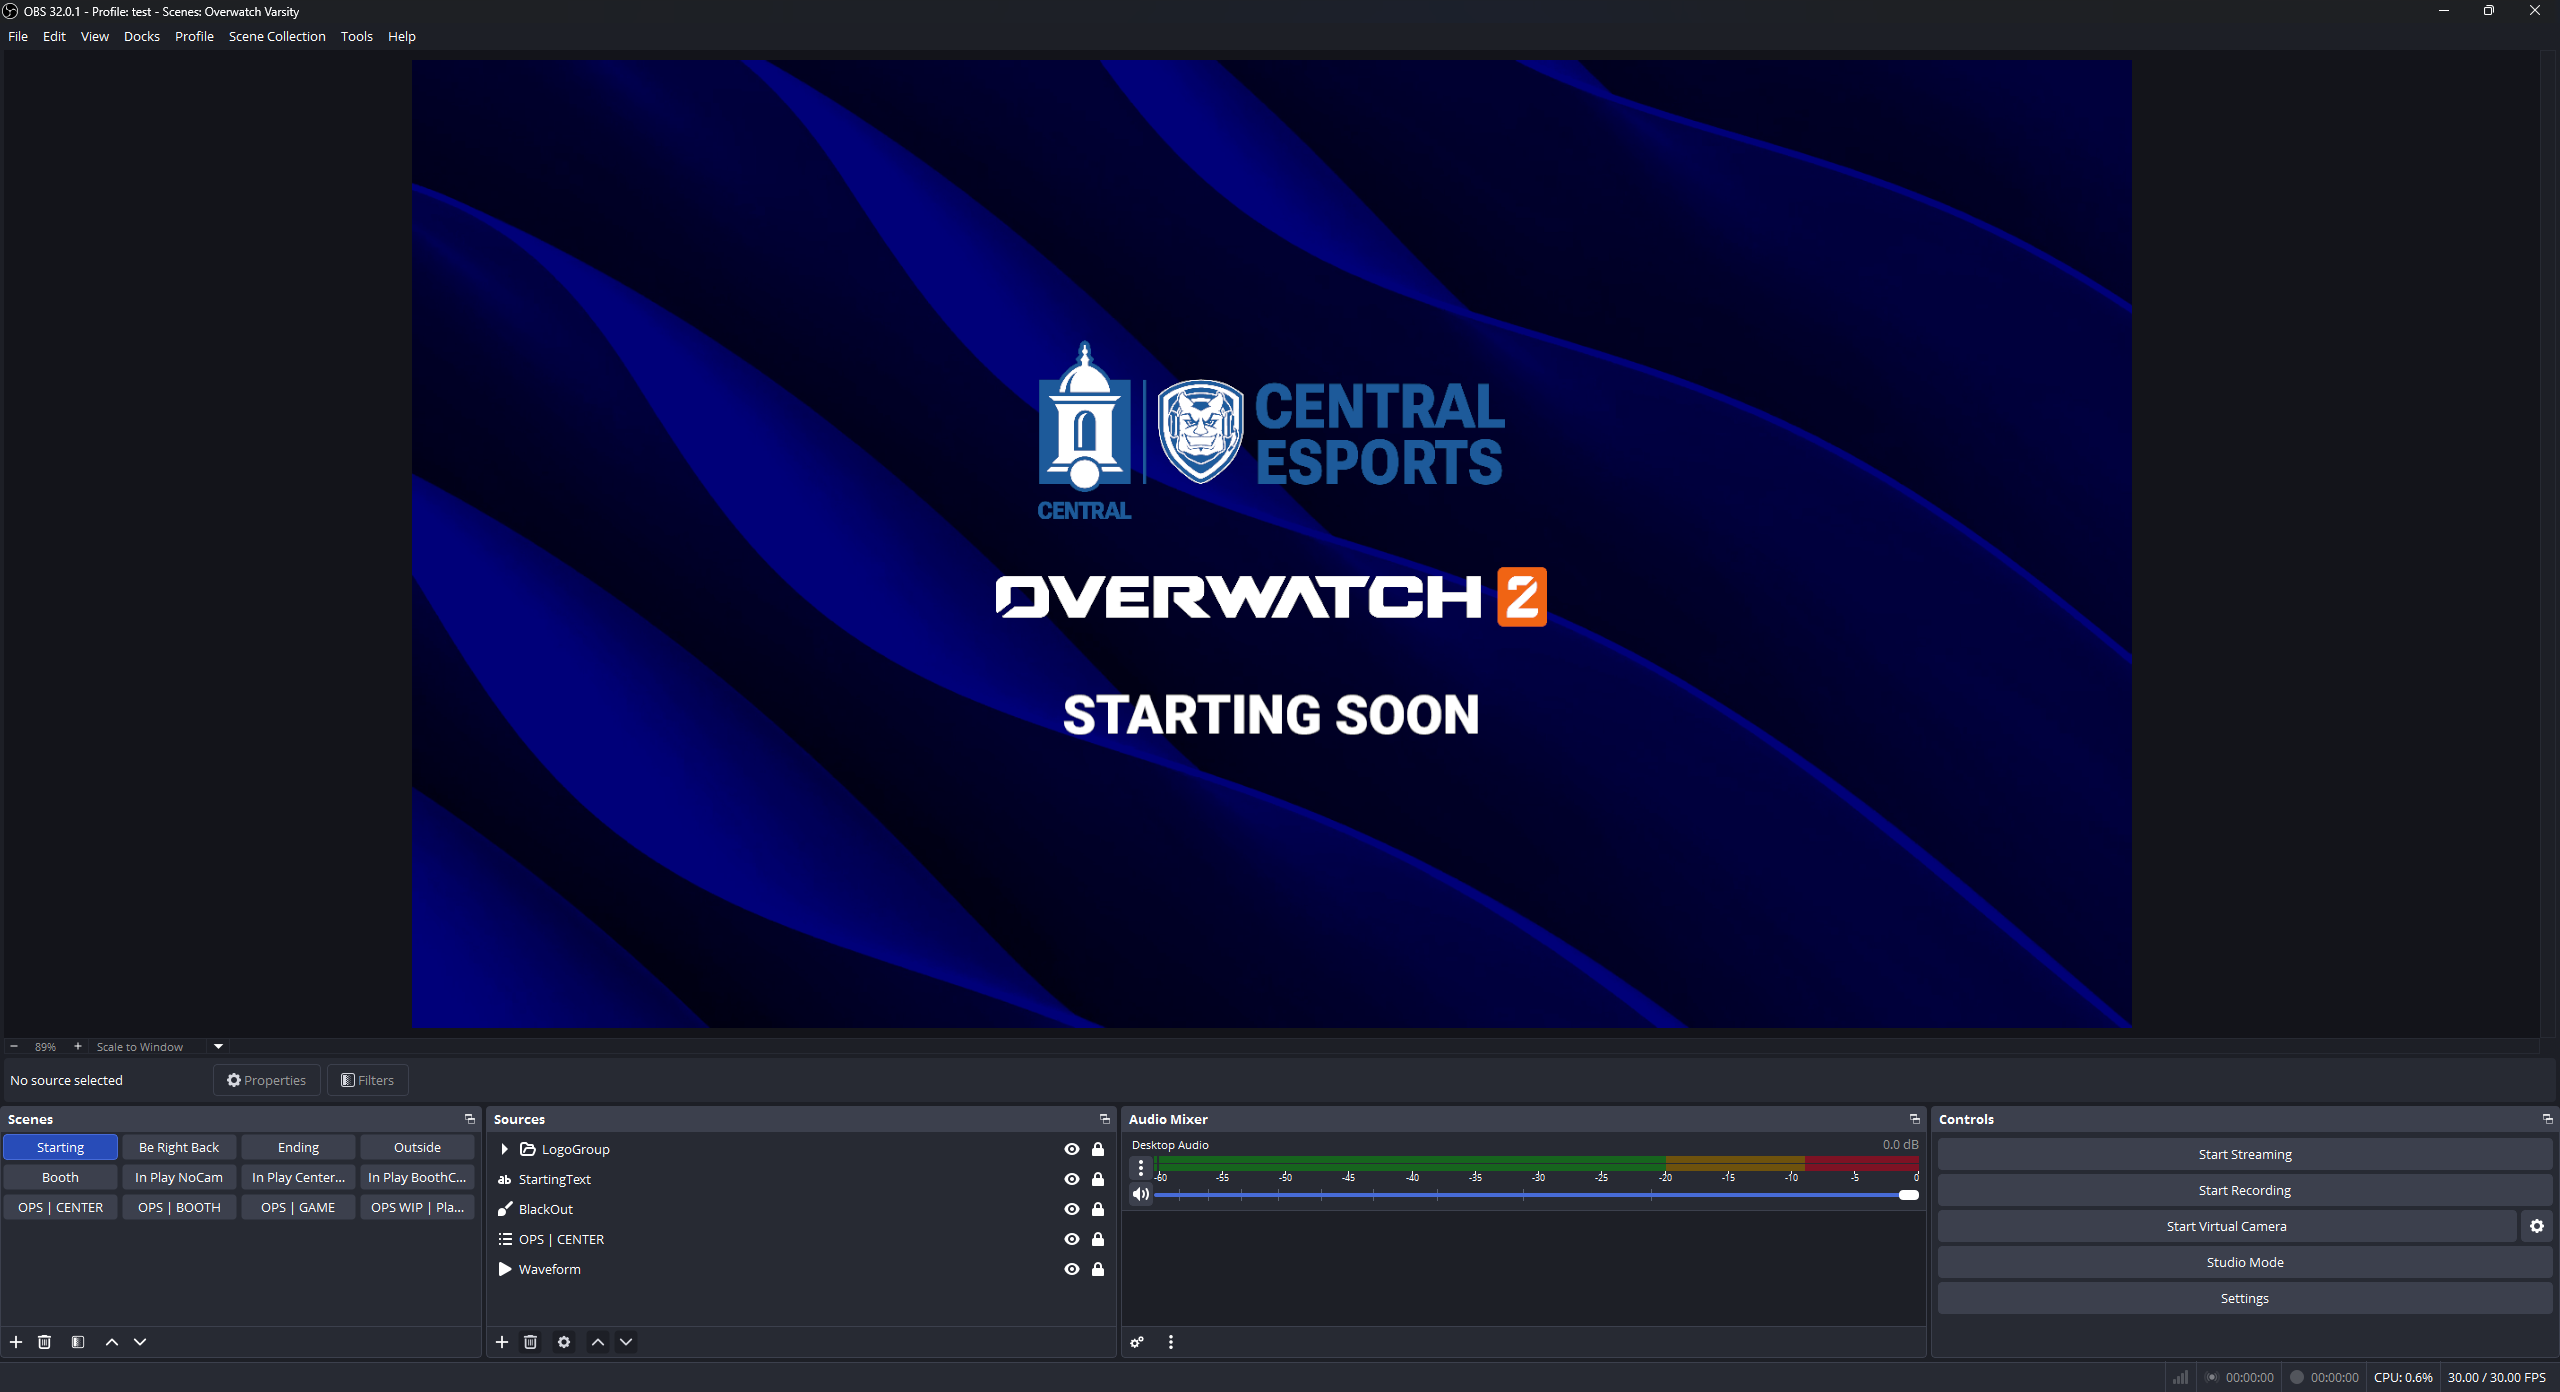 OBS 32.0.1 - Profile: test - Scenes: Overwatch Varsity
File Edit View Docks Profile Scene Collection Tools Help
CENTRAL
ESPORTS
CENTRAL
OVERWATCH 2
STARTING SOON
89% Scale to Window
No source selected Properties Filters
Scenes
Starting Be Right Back Ending Outside
Booth In Play NoCam In Play Center... In Play BoothC...
OPS | CENTER OPS | BOOTH OPS | GAME OPS WIP | Pla...
Sources
LogoGroup
ab StartingText
BlackOut
OPS | CENTER
Waveform
Audio Mixer
Desktop Audio 0.0 dB
-60 -55 -50 -45 -40 -35 -30 -25 -20 -15 -10 -5 0
Controls
Start Streaming
Start Recording
Start Virtual Camera
Studio Mode
Settings
00:00:00 00:00:00 CPU: 0.6% 30.00 / 30.00 FPS